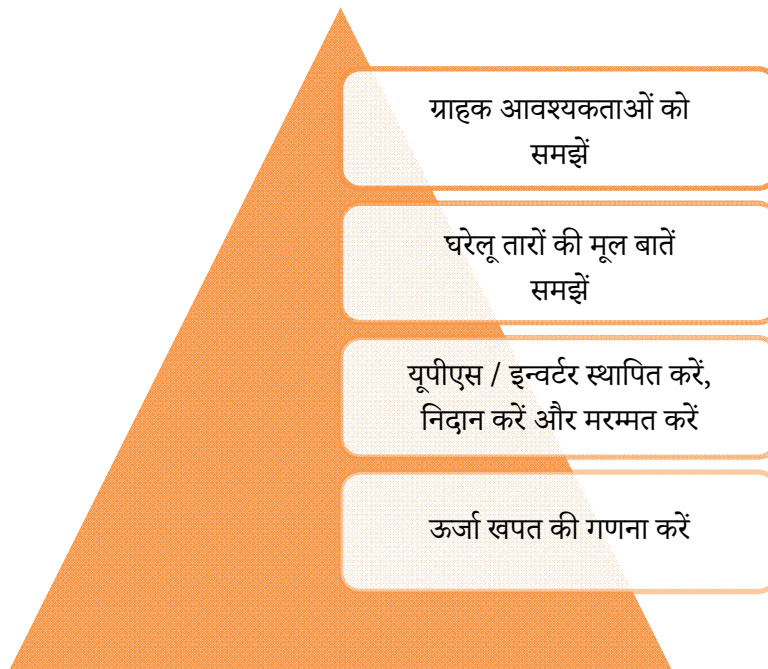 ग्राहक आवश्यकताओं को
समझें
घरेलू तारों की मूल बातें
समझें
यूपीएस / इन्वर्टर स्थापित करें,
निदान करें और मरम्मत करें
ऊर्जा खपत की गणना करें